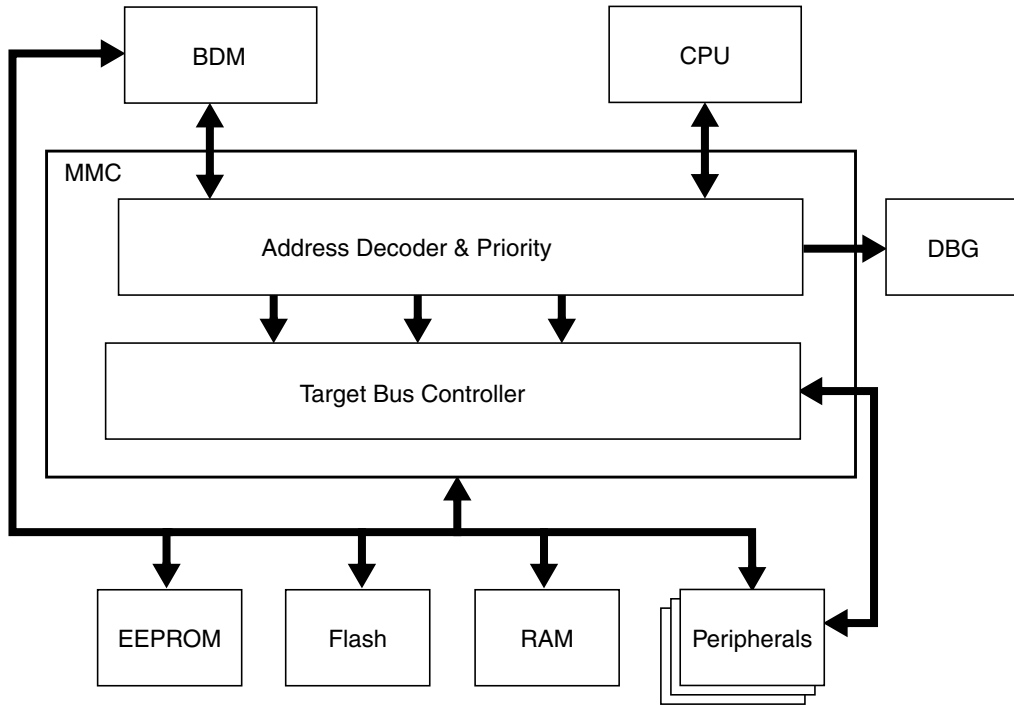 BDM
CPU
MMC
Address Decoder & Priority
DBG
Target Bus Controller
EEPROM
Flash
RAM
Peripherals